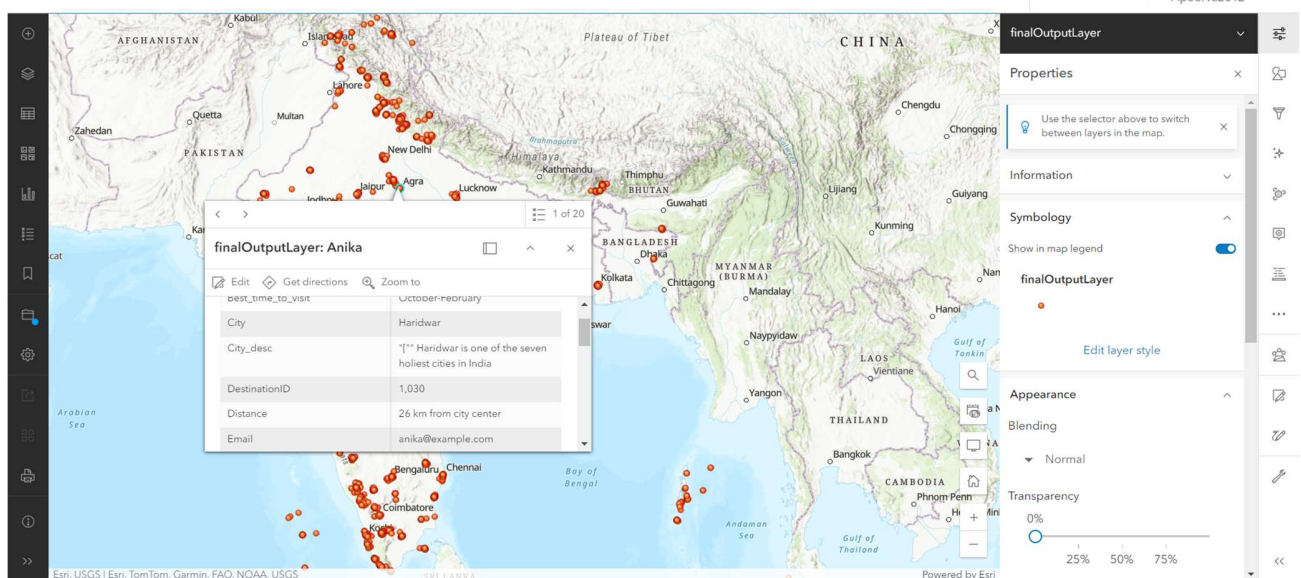 finalOutputLayer
Properties
Use the selector above to switch
between layers in the map.
Information
Symbology
Show in map legend
finalOutputLayer
Edit layer style
Appearance
Blending
Normal
Transparency
0%
25% 50% 75%
Kabul
AFGHANISTAN
Plateau of Tibet
CHINA
Lahore
Chengdu
Quetta
Multan
Zahedan
Chongqing
Brahmaputra
PAKISTAN
New Delhi
Himalaya
Kathmandu
Thimphu
Jaipur
Agra
Lucknow
BHUTAN
Lijiang
Guiyang
Guwahati
Kunming
BANGLADESH
Dhaka
MYANMAR
(BURMA)
Kolkata
Chittagong
Mandalay
Hanoi
Naypyidaw
Gulf of
Tonkin
LAOS
Vientiane
Yangon
Arabian
Sea
THAILAND
Bangkok
Bengaluru
Chennai
Bay of
Bengal
CAMBODIA
Phnom Penh
Coimbatore
Andaman
Sea
Gulf of
Thailand
SRI LANKA
1 of 20
finalOutputLayer: Anika
Edit Get directions Zoom to
Best_time_to_visit October-February
City Haridwar
City_desc "["" Haridwar is one of the seven
holiest cities in India
DestinationID 1,030
Distance 26 km from city center
Email anika@example.com
Esri, USGS | Esri, TomTom, Garmin, FAO, NOAA, USGS
Powered by Esri